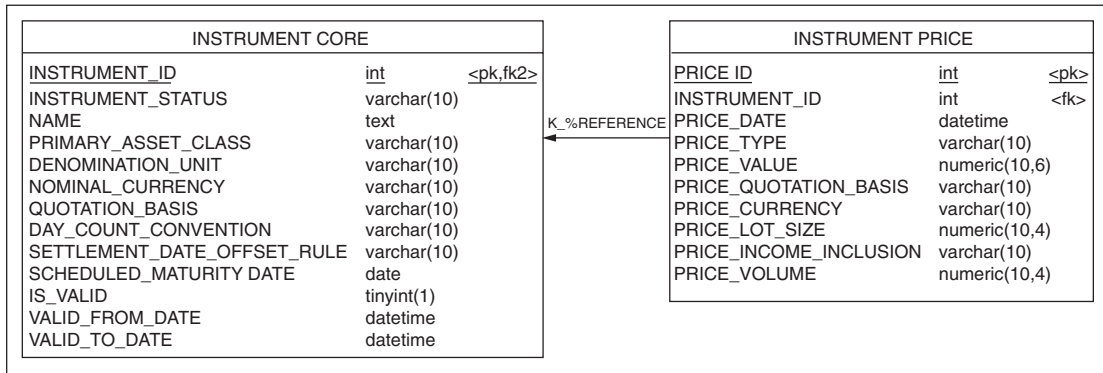 INSTRUMENT CORE
INSTRUMENT_ID int <pk,fk2>
INSTRUMENT_STATUS varchar(10)
NAME text
PRIMARY_ASSET_CLASS varchar(10)
DENOMINATION_UNIT varchar(10)
NOMINAL_CURRENCY varchar(10)
QUOTATION_BASIS varchar(10)
DAY_COUNT_CONVENTION varchar(10)
SETTLEMENT_DATE_OFFSET_RULE varchar(10)
SCHEDULED_MATURITY DATE date
IS_VALID tinyint(1)
VALID_FROM_DATE datetime
VALID_TO_DATE datetime
K_%REFERENCE
INSTRUMENT PRICE
PRICE ID int <pk>
INSTRUMENT_ID int <fk>
PRICE_DATE datetime
PRICE_TYPE varchar(10)
PRICE_VALUE numeric(10,6)
PRICE_QUOTATION_BASIS varchar(10)
PRICE_CURRENCY varchar(10)
PRICE_LOT_SIZE numeric(10,4)
PRICE_INCOME_INCLUSION varchar(10)
PRICE_VOLUME numeric(10,4)